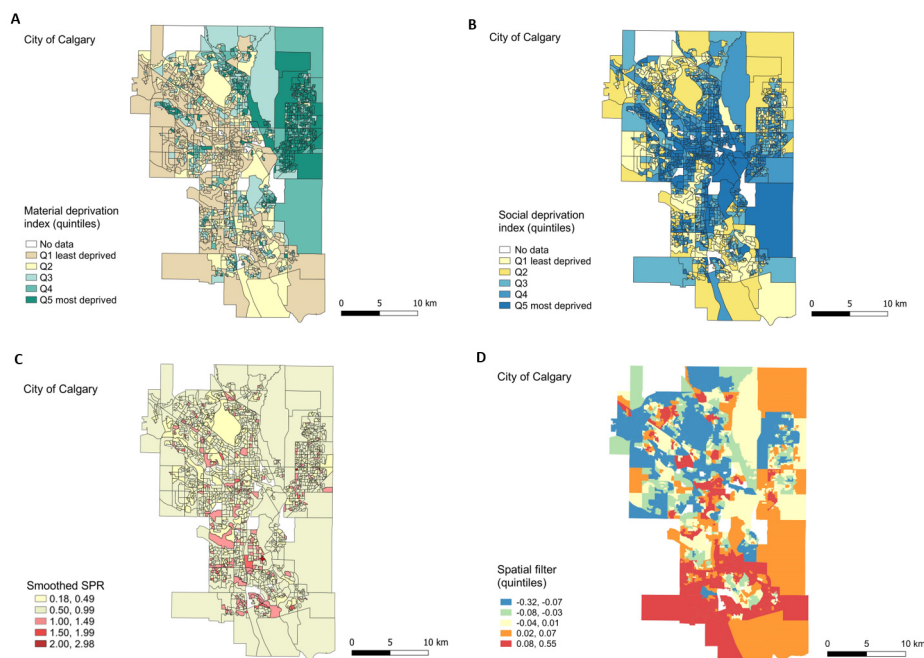 A
City of Calgary
Material deprivation
index (quintiles)
No data
Q1 least deprived
Q2
Q3
Q4
Q5 most deprived
0 5 10 km
B
City of Calgary
Social deprivation
index (quintiles)
No data
Q1 least deprived
Q2
Q3
Q4
Q5 most deprived
0 5 10 km
C
City of Calgary
Smoothed SPR
0.18, 0.49
0.50, 0.99
1.00, 1.49
1.50, 1.99
2.00, 2.98
0 5 10 km
D
City of Calgary
Spatial filter
(quintiles)
-0.32, -0.07
-0.08, -0.03
-0.04, 0.01
0.02, 0.07
0.08, 0.55
0 5 10 km